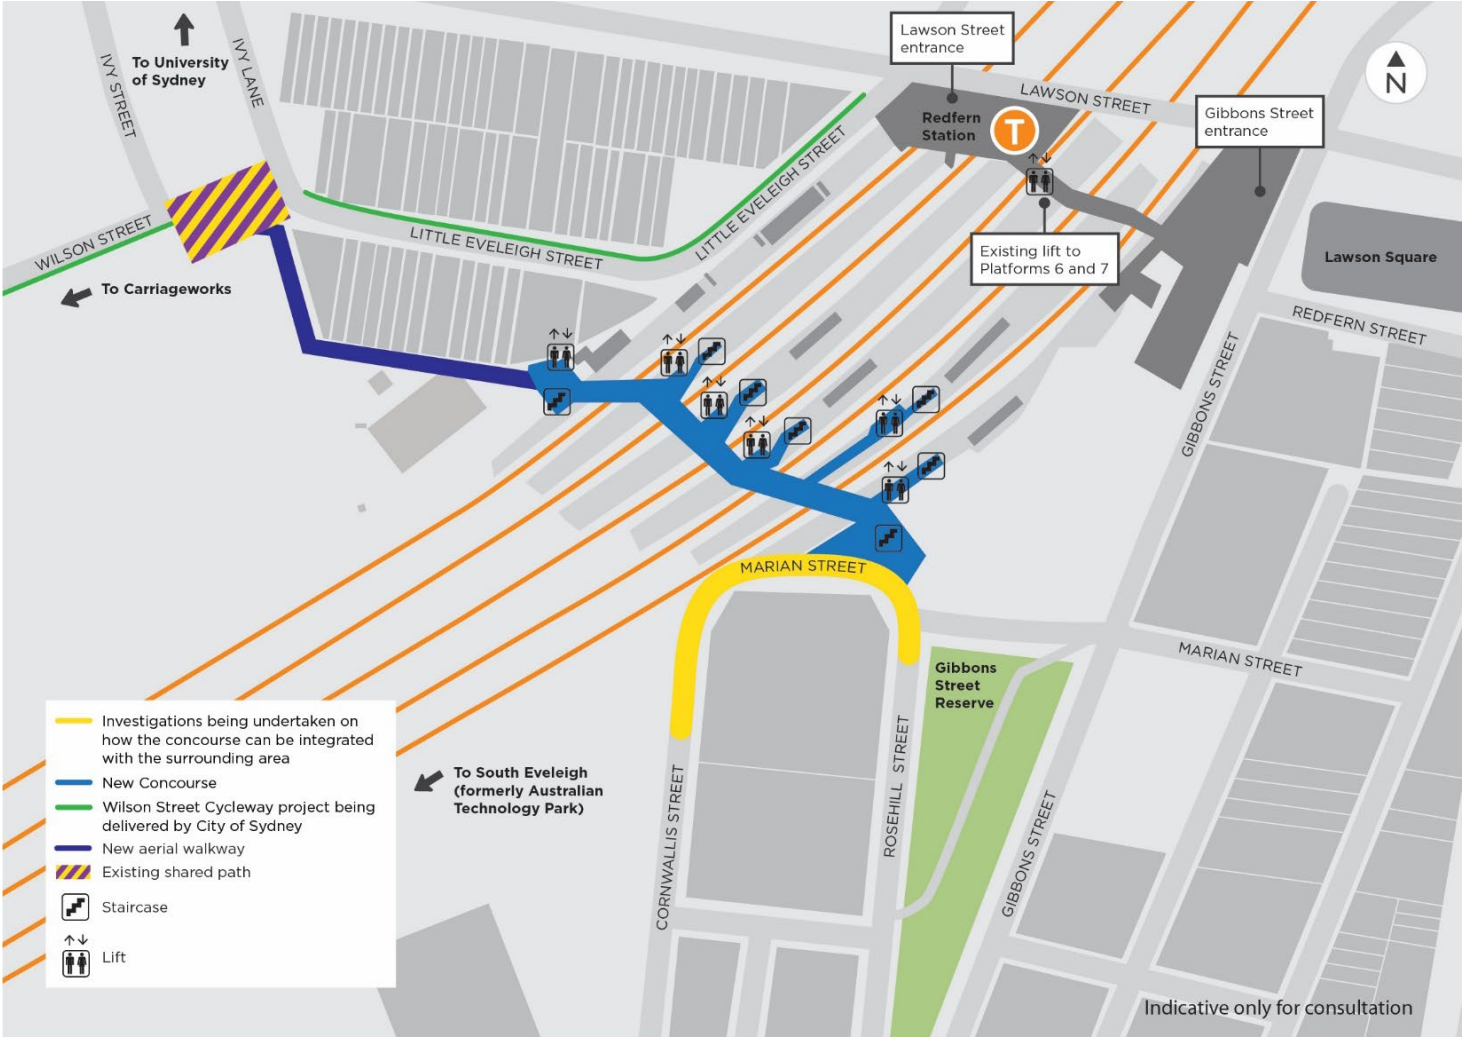 To University
of Sydney
IVY STREET
IVY LANE
WILSON STREET
To Carriageworks
LITTLE EVELEIGH STREET
LITTLE EVELEIGH STREET
Lawson Street
entrance
Redfern
Station
T
LAWSON STREET
Gibbons Street
entrance
N
Existing lift to
Platforms 6 and 7
Lawson Square
REDFERN STREET
GIBBONS STREET
MARIAN STREET
MARIAN STREET
Gibbons
Street
Reserve
ROSEHILL STREET
CORNWALLIS STREET
GIBBONS STREET
To South Eveleigh
(formerly Australian
Technology Park)
Investigations being undertaken on
how the concourse can be integrated
with the surrounding area
New Concourse
Wilson Street Cycleway project being
delivered by City of Sydney
New aerial walkway
Existing shared path
Staircase
Lift
Indicative only for consultation